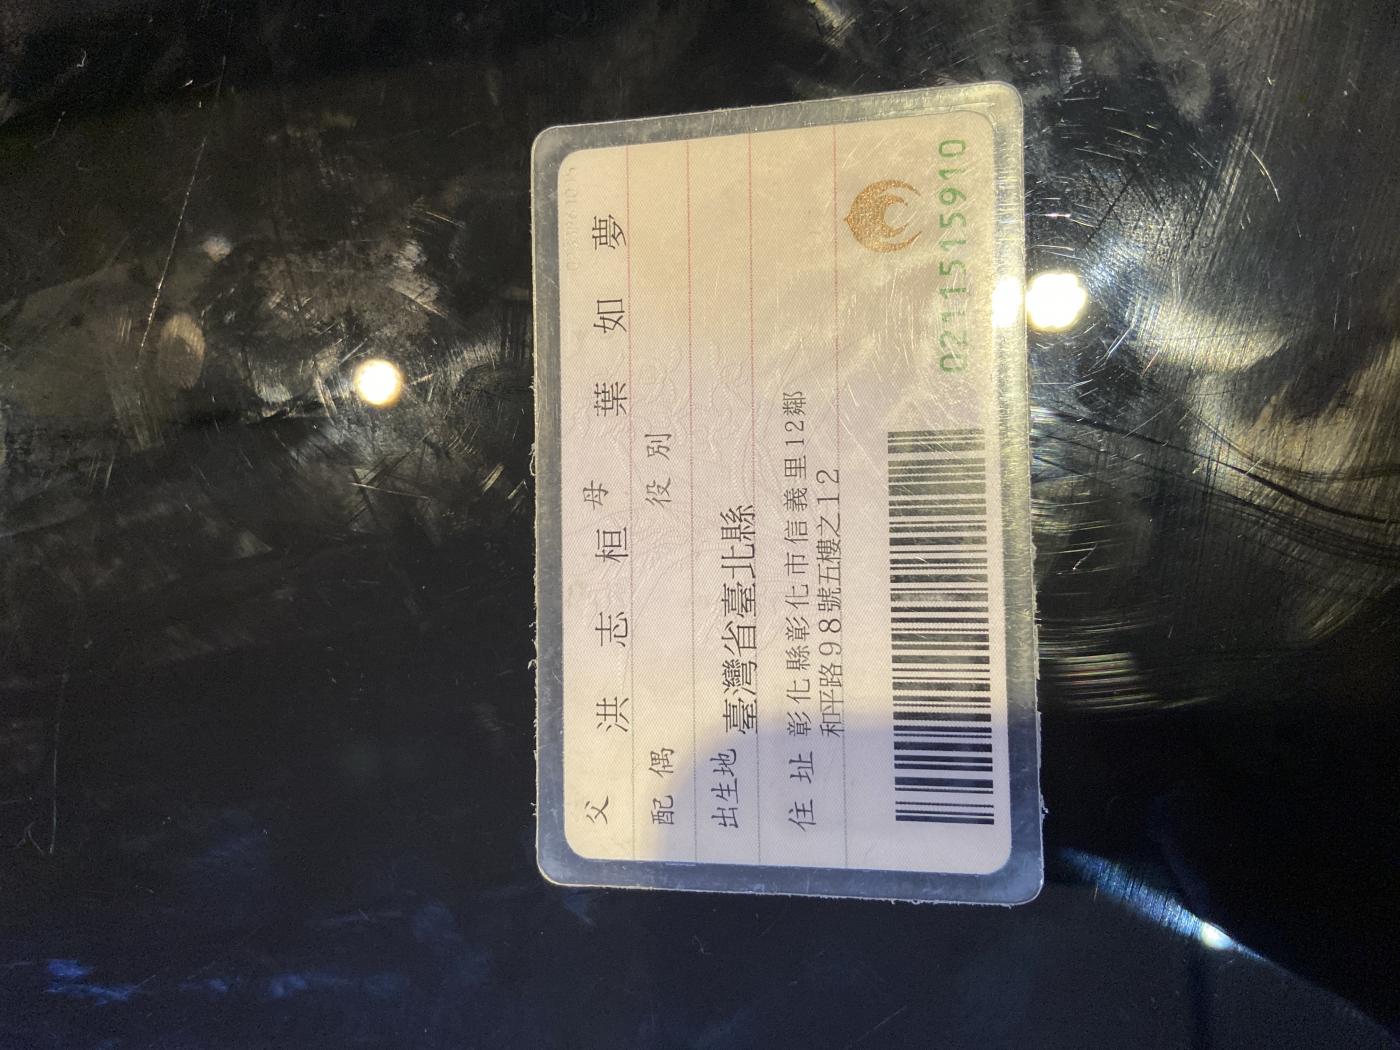 父 洪志桓 母 葉如夢
配偶 役別
出生地 臺灣省臺北縣
住址 彰化縣彰化市信義里12鄰
和平路98號五樓之12
0211515910